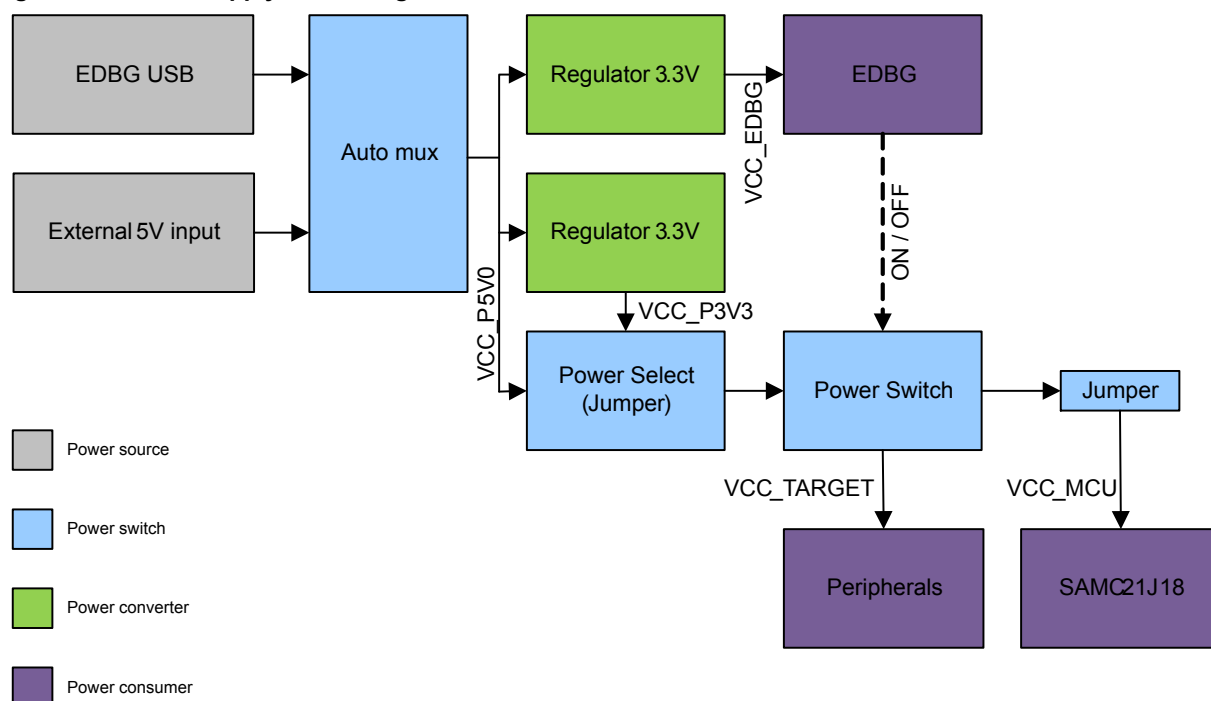 EDBG USB
Auto mux
Regulator 3.3V
VCC_EDBG
EDBG
External 5V input
Regulator 3.3V
ON / OFF
VCC_P5V0
VCC_P3V3
Power Select
(Jumper)
Power Switch
Jumper
VCC_TARGET
VCC_MCU
Peripherals
SAMC21J18
Power source
Power switch
Power converter
Power consumer